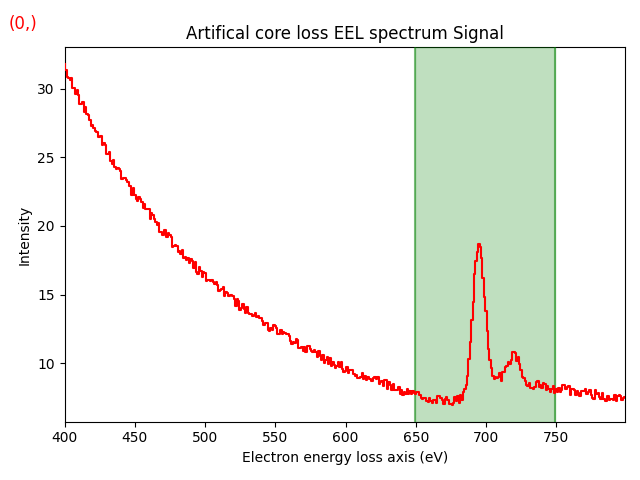 (0,)
Artifical core loss EEL spectrum Signal
30
25
20
15
10
Intensity
400 450 500 550 600 650 700 750
Electron energy loss axis (eV)